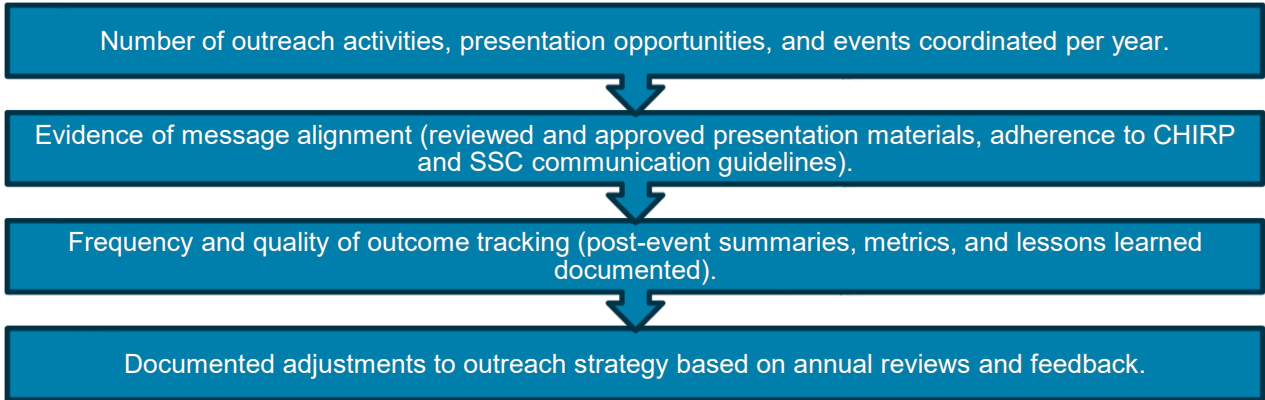 Number of outreach activities, presentation opportunities, and events coordinated per year.
Evidence of message alignment (reviewed and approved presentation materials, adherence to CHIRP
and SSC communication guidelines).
Frequency and quality of outcome tracking (post-event summaries, metrics, and lessons learned
documented).
Documented adjustments to outreach strategy based on annual reviews and feedback.